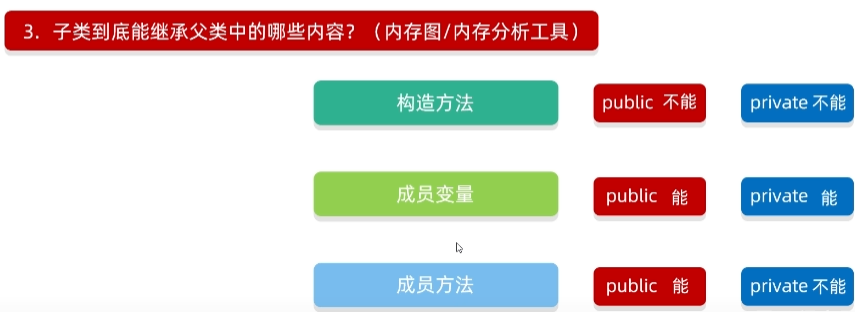 3. 子类到底能继承父类中的哪些内容？（内存图/内存分析工具）
构造方法 public 不能 private 不能
成员变量 public 能 private 能
成员方法 public 能 private 不能